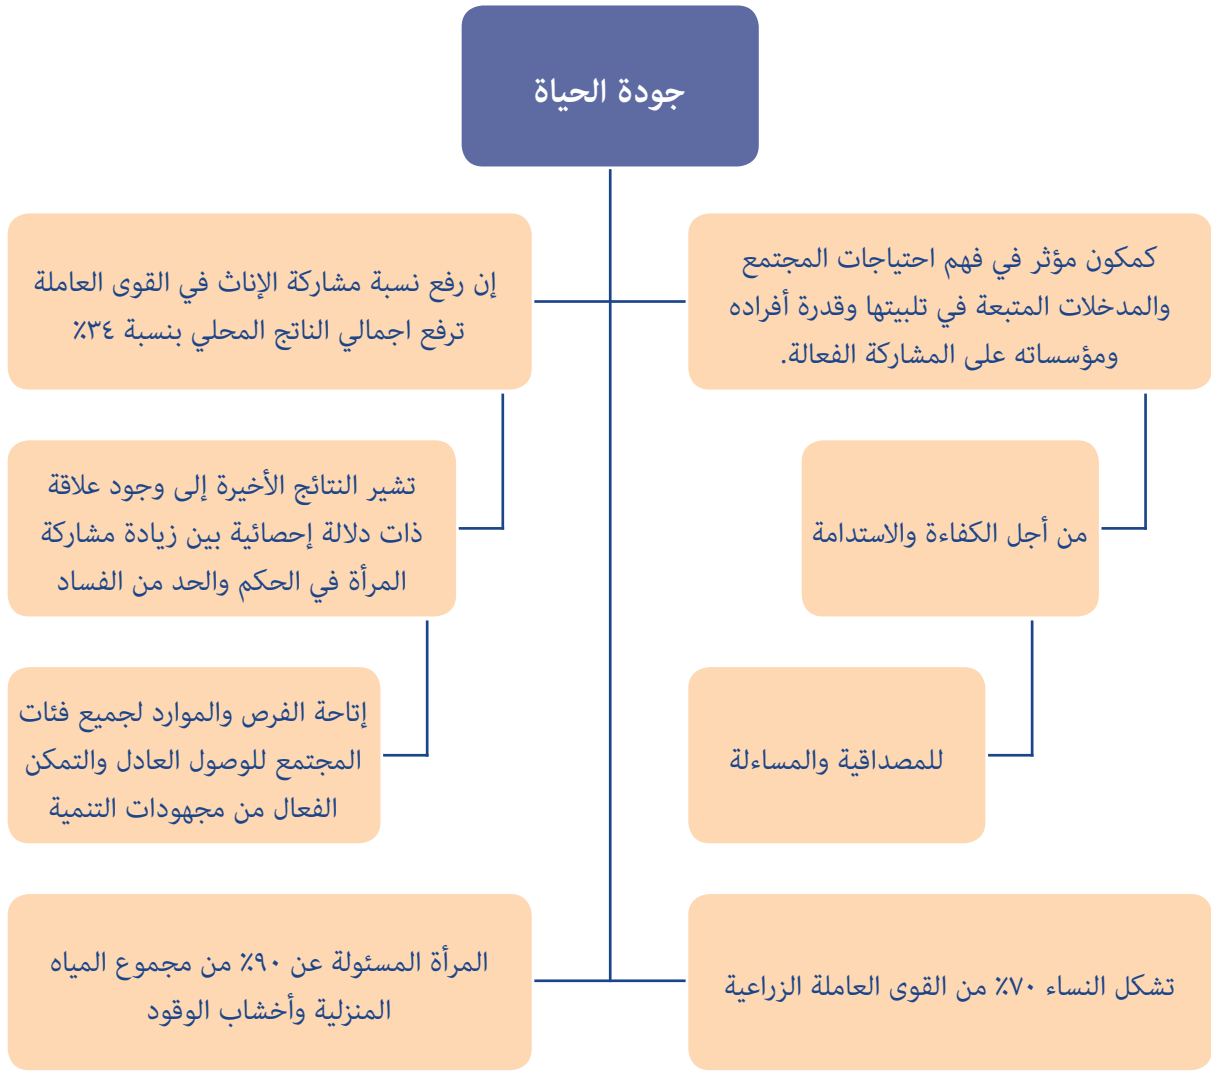 جودة الحياة
كمكون مؤثر في فهم احتياجات المجتمع
والمدخلات المتبعة في تلبيتها وقدرة أفراده
ومؤسساته على المشاركة الفعالة.
من أجل الكفاءة والاستدامة
للمصداقية والمساءلة
إن رفع نسبة مشاركة الإناث في القوى العاملة
ترفع اجمالي الناتج المحلي بنسبة ٣٤٪
تشير النتائج الأخيرة إلى وجود علاقة
ذات دلالة إحصائية بين زيادة مشاركة
المرأة في الحكم والحد من الفساد
إتاحة الفرص والموارد لجميع فئات
المجتمع للوصول العادل والتمكن
الفعال من مجهودات التنمية
تشكل النساء ٧٠٪ من القوى العاملة الزراعية
المرأة المسئولة عن ٩٠٪ من مجموع المياه
المنزلية وأخشاب الوقود